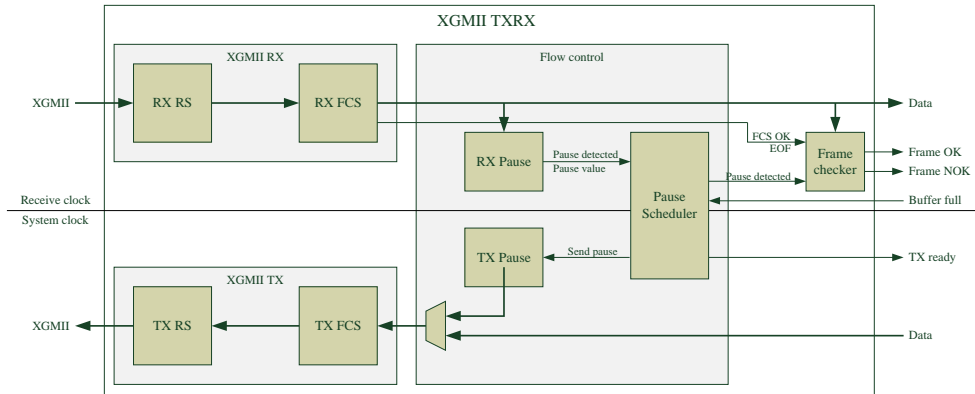 XGMII TXRX
XGMII RX
Flow control
XGMII
RX RS
RX FCS
Data
FCS OK
EOF
RX Pause
Pause detected
Pause value
Frame
checker
Frame OK
Frame NOK
Pause detected
Pause
Scheduler
Receive clock
Buffer full
System clock
TX Pause
Send pause
TX ready
XGMII TX
XGMII
TX RS
TX FCS
Data